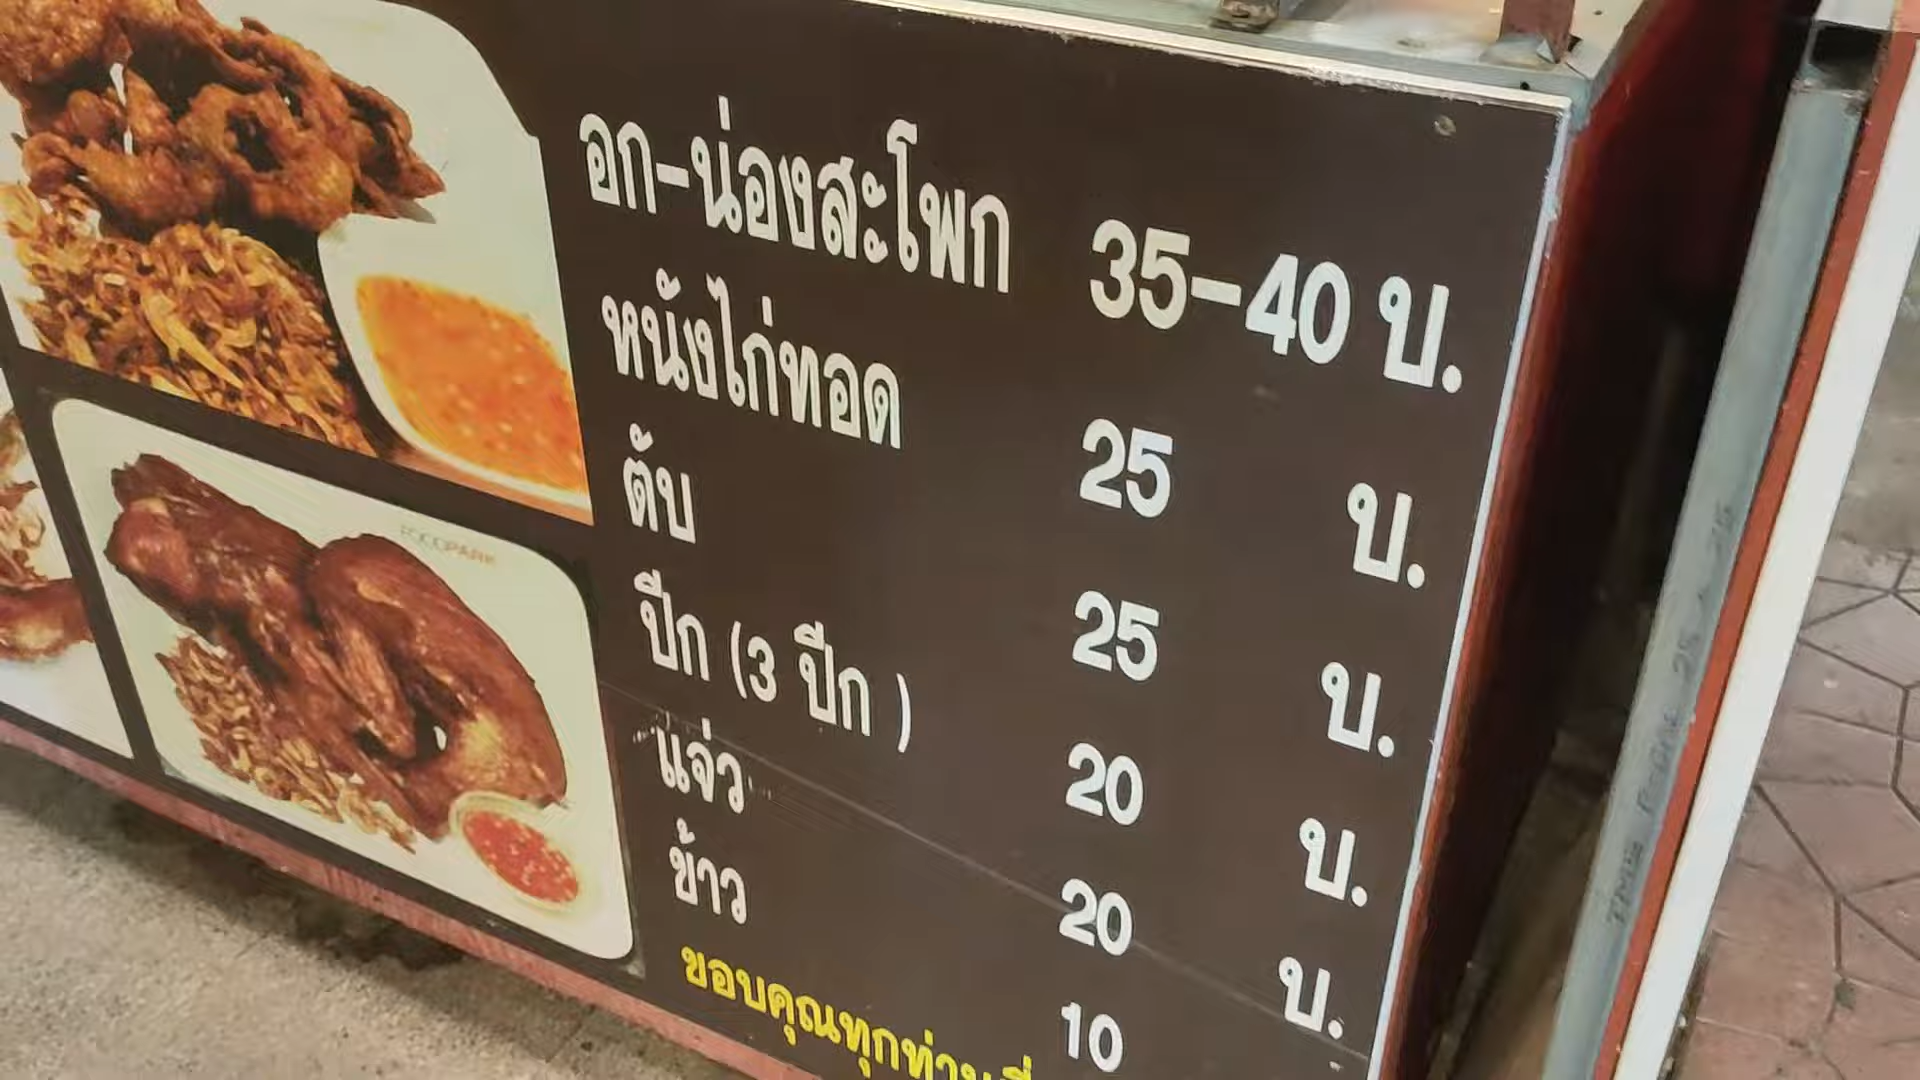 อก-น่องสะโพก 35-40 บ.
หนังไก่ทอด 25 บ.
ตับ 25 บ.
ปีก (3 ปีก ) 20 บ.
แจ่ว 20 บ.
ข้าว 10
ขอบคุณทุกท่าน
FOODPARK